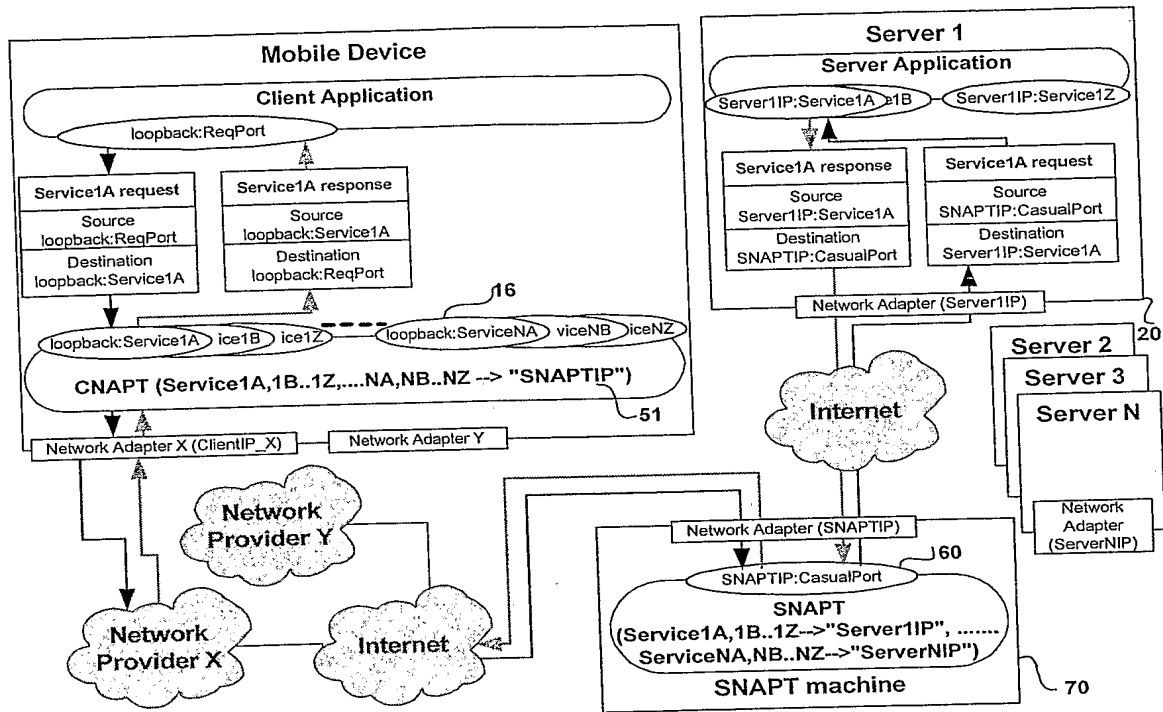 Mobile Device
Client Application
loopback:ReqPort
Service1A request
Source
loopback:ReqPort
Destination
loopback:Service1A
Service1A response
Source
loopback:Service1A
Destination
loopback:ReqPort
16
loopback:Service1A
ice1B
ice1Z
loopback:ServiceNA
viceNB
iceNZ
CNAPT (Service1A,1B..1Z,....NA,NB..NZ --> "SNAPTIP")
51
Network Adapter X (ClientIP_X)
Network Adapter Y
Network
Provider Y
Network
Provider X
Internet
Server 1
Server Application
Server1IP:Service1A
e1B
Server1IP:Service1Z
Service1A response
Source
Server1IP:Service1A
Destination
SNAPTIP:CasualPort
Service1A request
Source
SNAPTIP:CasualPort
Destination
Server1IP:Service1A
Network Adapter (Server1IP)
20
Server 2
Server 3
Server N
Network
Adapter
(ServerNIP)
Internet
Network Adapter (SNAPTIP)
60
SNAPTIP:CasualPort
SNAPT
(Service1A,1B..1Z-->"Server1IP", .......
ServiceNA,NB..NZ-->"ServerNIP")
SNAPT machine
70